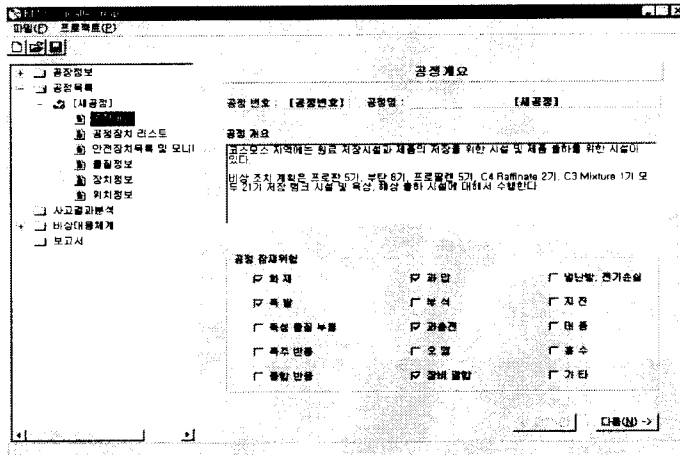 파일(F) 프로젝트(P)
공장정보
공정목록
[새공정]
공정장치 리스트
안전장치목록 및 모니
물질정보
장치정보
위치정보
사고결과분석
비상대응체계
보고서
공정개요
공정 번호 : [공정번호] 공정명 : [새공정]
공정 개요
코스모스 지역에는 원료 저장시설과 제품의 저장을 위한 시설 및 제품 출하를 위한 시설이
있다.
비상 조치 계획은 프로판 5기, 부탄 8기, 프로필렌 5기, C4 Raffinate 2기, C3 Mixture 1기 모
두 21기 저장 탱크 시설 및 육상, 해상 출하 시설에 대해서 수행한다
공정 잠재위험
화 재 과 압 냉난방, 전기손실
폭 발 부 식 지 진
독성 물질 누출 과충전 태 풍
폭주 반응 오 염 홍 수
중합 반응 장비 결함 기 타
다음(N) ->